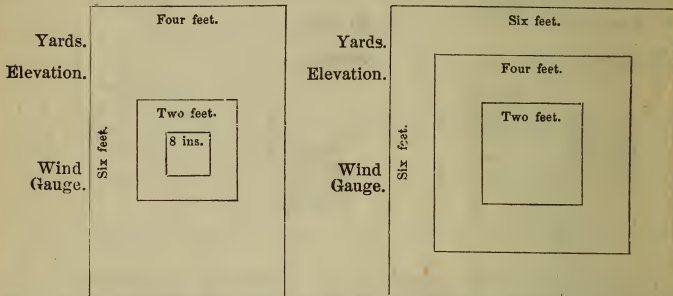 Four feet.
Yards.
Elevation.
Two feet.
8 ins.
Six feet.
Wind
Gauge.
Six feet.
Yards.
Four feet.
Elevation.
Two feet.
Six feet.
Wind
Gauge.